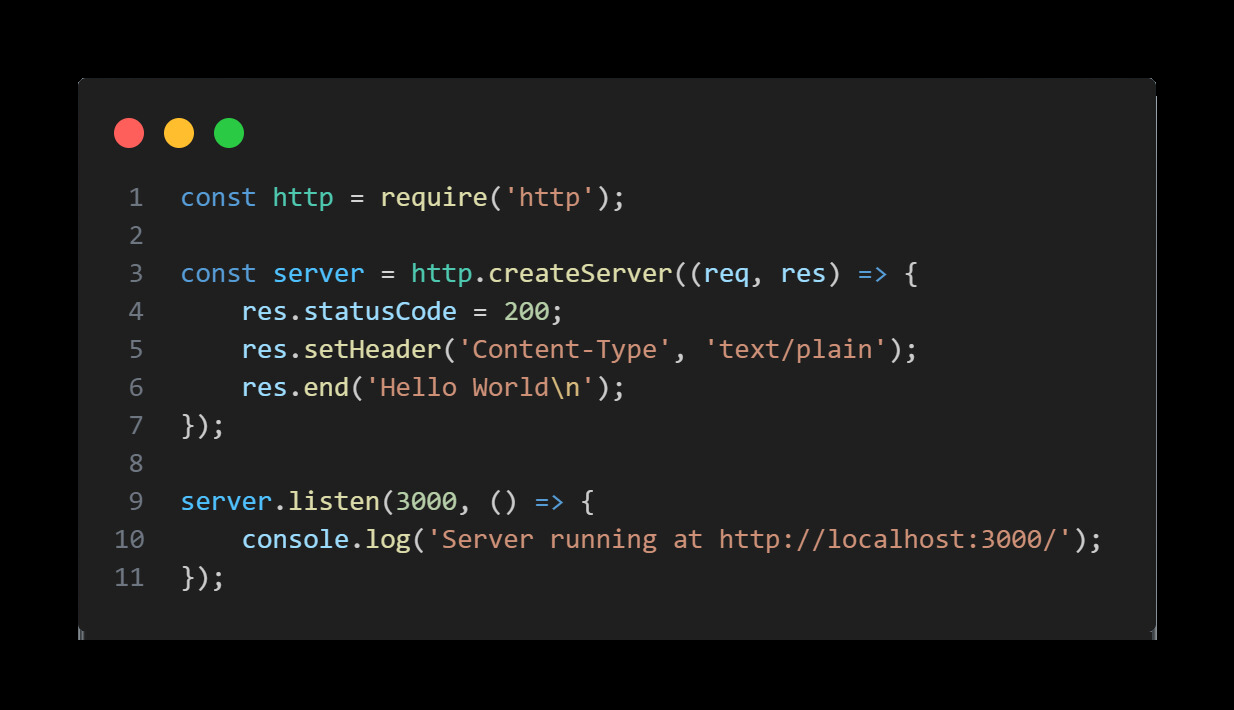 1 const http = require('http');
2
3 const server = http.createServer((req, res) => {
4     res.statusCode = 200;
5     res.setHeader('Content-Type', 'text/plain');
6     res.end('Hello World\n');
7 });
8
9 server.listen(3000, () => {
10     console.log('Server running at http://localhost:3000/');
11 });